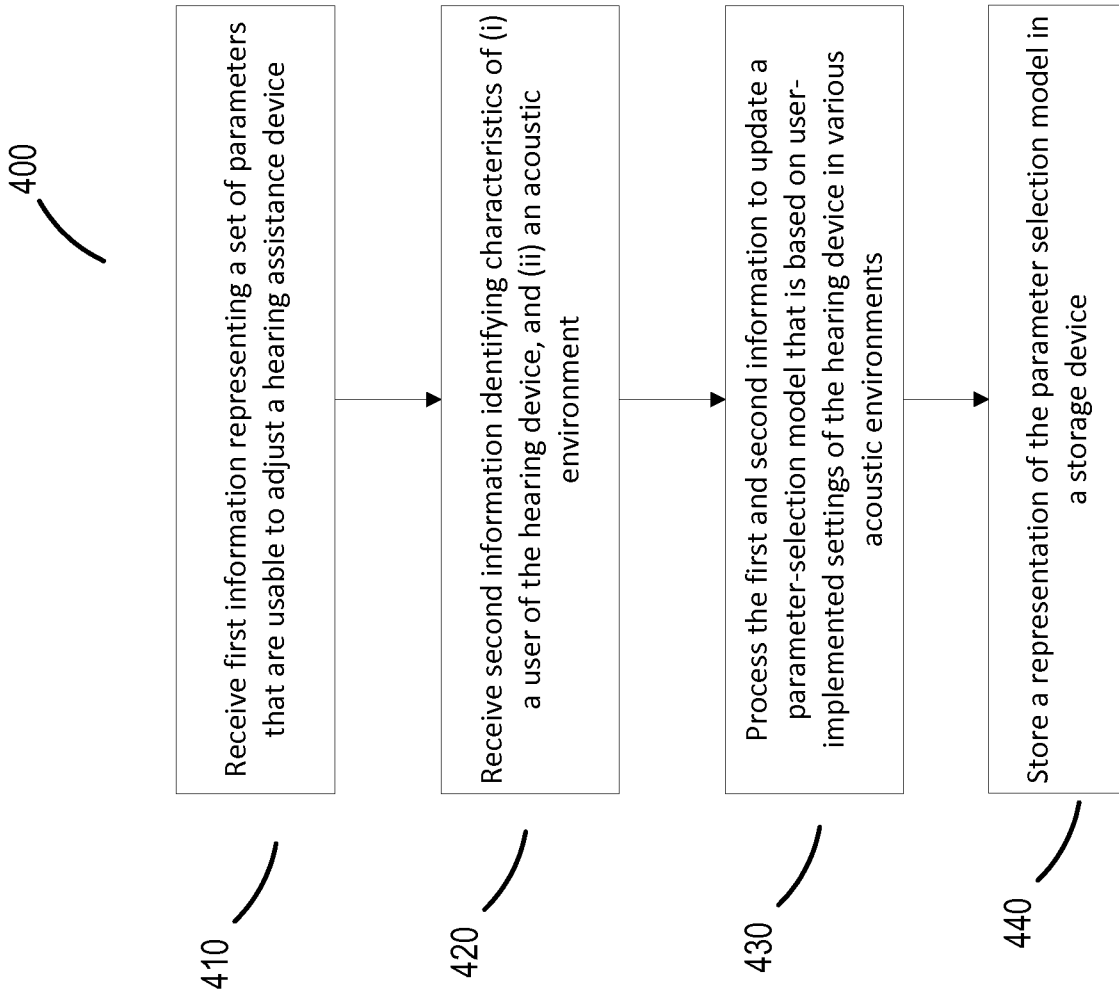 400
410
Receive first information representing a set of parameters
that are usable to adjust a hearing assistance device
420
Receive second information identifying characteristics of (i)
a user of the hearing device, and (ii) an acoustic
environment
430
Process the first and second information to update a
parameter-selection model that is based on user-
implemented settings of the hearing device in various
acoustic environments
440
Store a representation of the parameter selection model in
a storage device